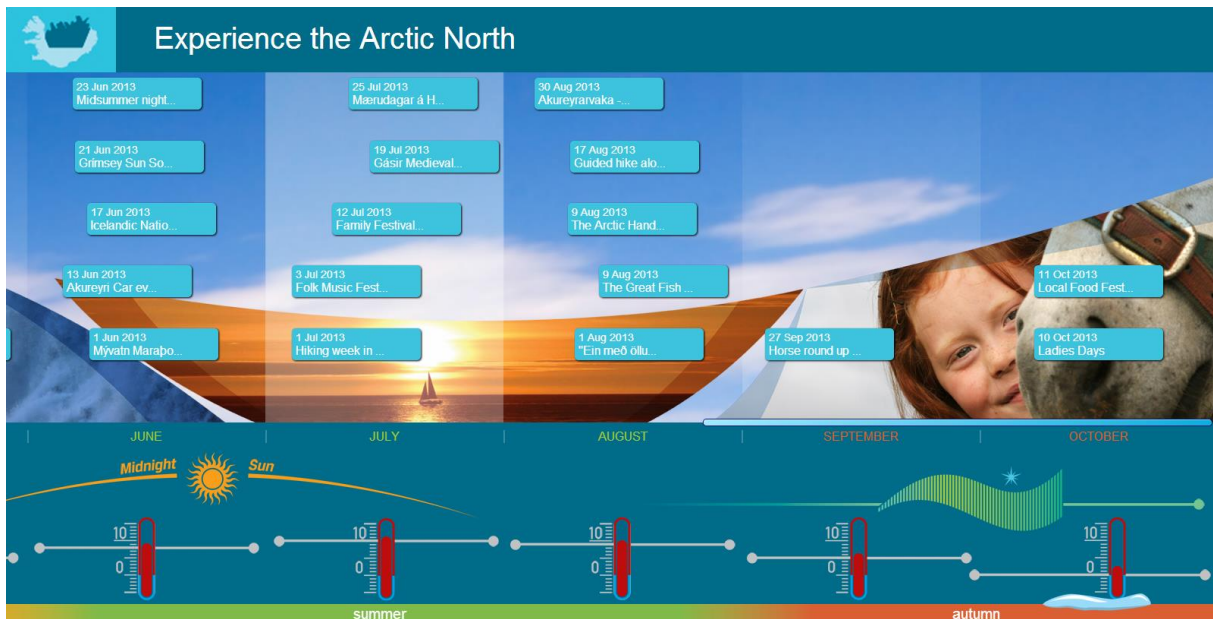 Experience the Arctic North
23 Jun 2013
Midsummer night...
25 Jul 2013
Mærudagar á H...
30 Aug 2013
Akureyrarvaka -...
21 Jun 2013
Grímsey Sun So...
19 Jul 2013
Gásir Medieval...
17 Aug 2013
Guided hike alo...
17 Jun 2013
Icelandic Natio...
12 Jul 2013
Family Festival...
9 Aug 2013
The Arctic Hand...
13 Jun 2013
Akureyri Car ev...
3 Jul 2013
Folk Music Fest...
9 Aug 2013
The Great Fish ...
11 Oct 2013
Local Food Fest...
1 Jun 2013
Mývatn Maraþo...
1 Jul 2013
Hiking week in ...
1 Aug 2013
"Ein með öllu...
27 Sep 2013
Horse round up ...
10 Oct 2013
Ladies Days
JUNE
JULY
AUGUST
SEPTEMBER
OCTOBER
Midnight Sun
10 10 10 10 10
0 0 0 0 0
summer
autumn